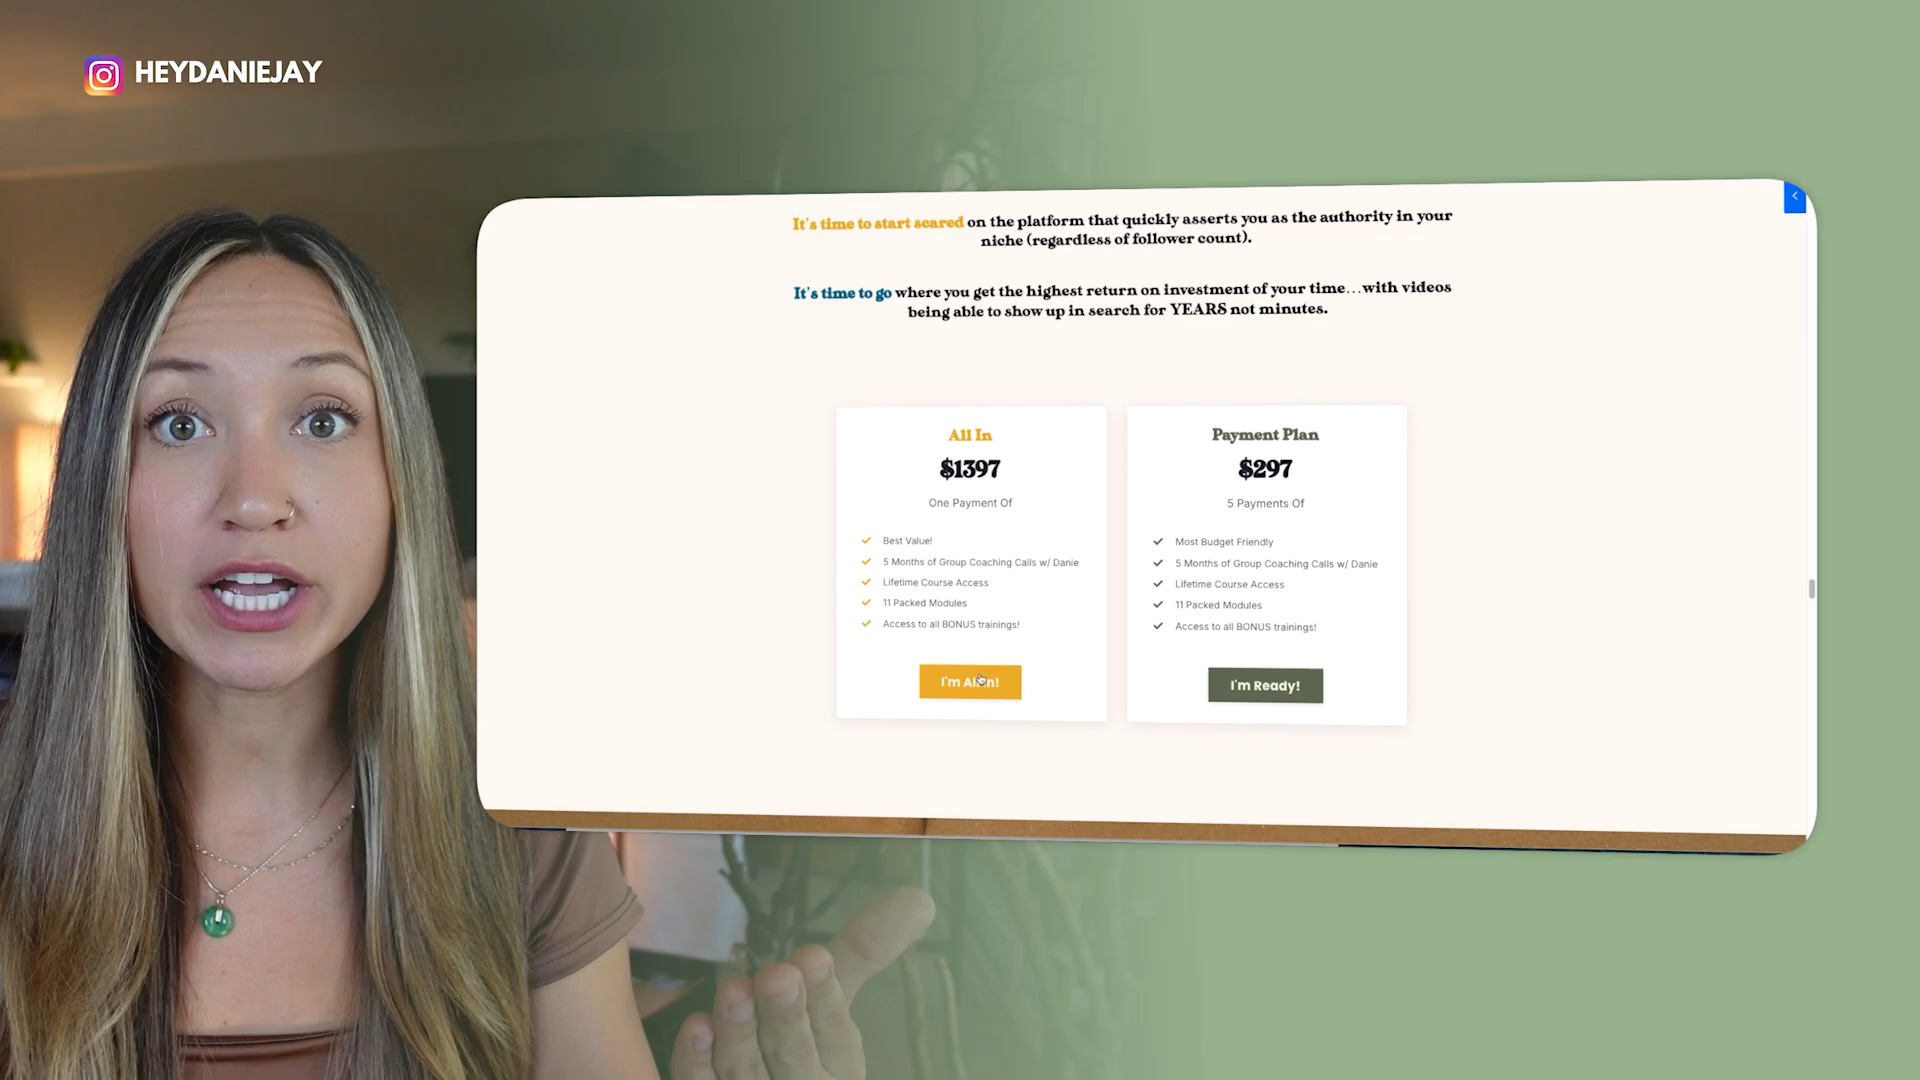 HEYDANIEJAY
It's time to start scared on the platform that quickly asserts you as the authority in your
niche (regardless of follower count).
It's time to go where you get the highest return on investment of your time...with videos
being able to show up in search for YEARS not minutes.
All In
$1397
One Payment Of
Best Value!
5 Months of Group Coaching Calls w/ Danie
Lifetime Course Access
11 Packed Modules
Access to all BONUS trainings!
I'm All In!
Payment Plan
$297
5 Payments Of
Most Budget Friendly
5 Months of Group Coaching Calls w/ Danie
Lifetime Course Access
11 Packed Modules
Access to all BONUS trainings!
I'm Ready!